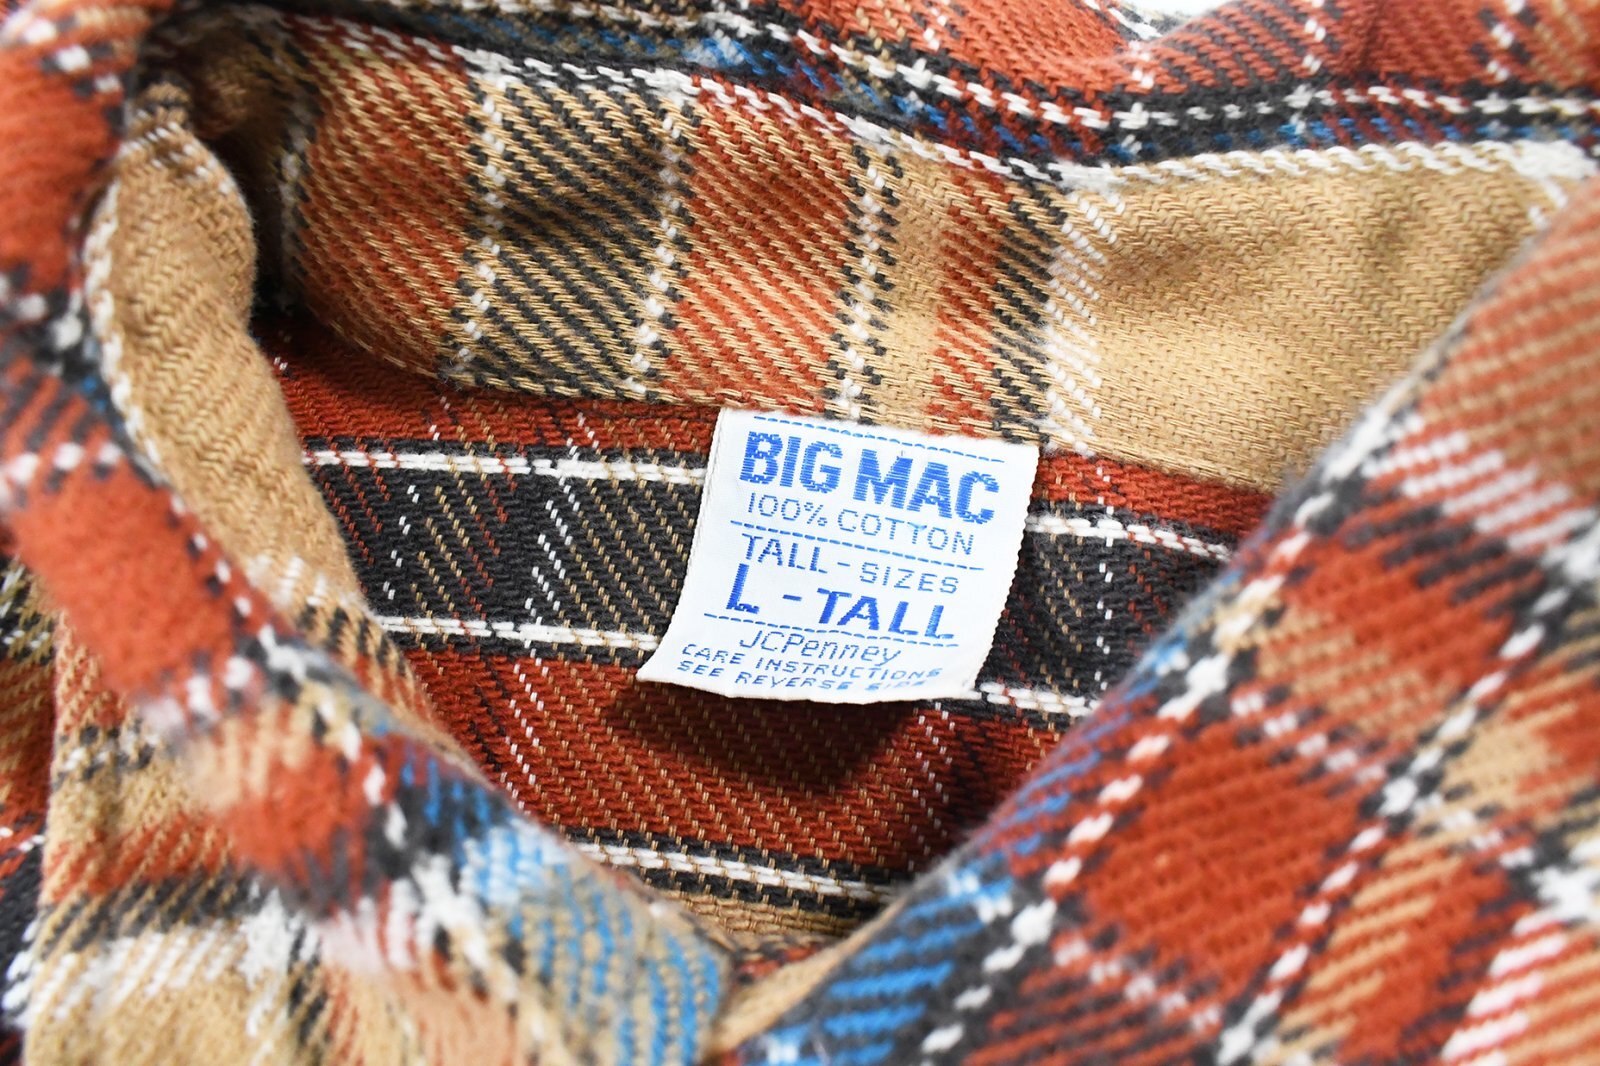 BIG MAC
100% COTTON
TALL-SIZES
L-TALL
JCPenney
CARE INSTRUCTIONS
SEE REVERSE SIDE